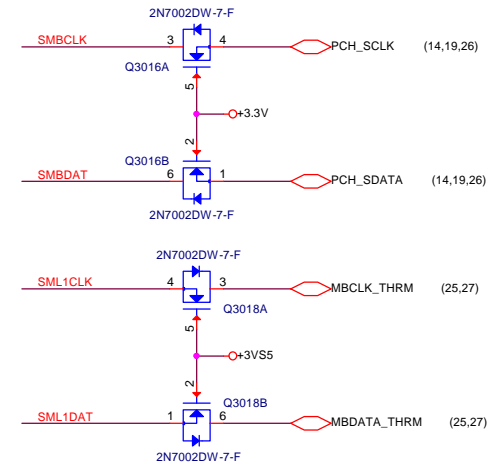 2N7002DW-7-F
SMBCLK 3 4 PCH_SCLK (14,19,26)
Q3016A
5
+3.3V
2
Q3016B
SMBDAT 6 1 PCH_SDATA (14,19,26)
2N7002DW-7-F
2N7002DW-7-F
SML1CLK 4 3 MBCLK_THRM (25,27)
Q3018A
5
+3VS5
2
Q3018B
SML1DAT 1 6 MBDATA_THRM (25,27)
2N7002DW-7-F